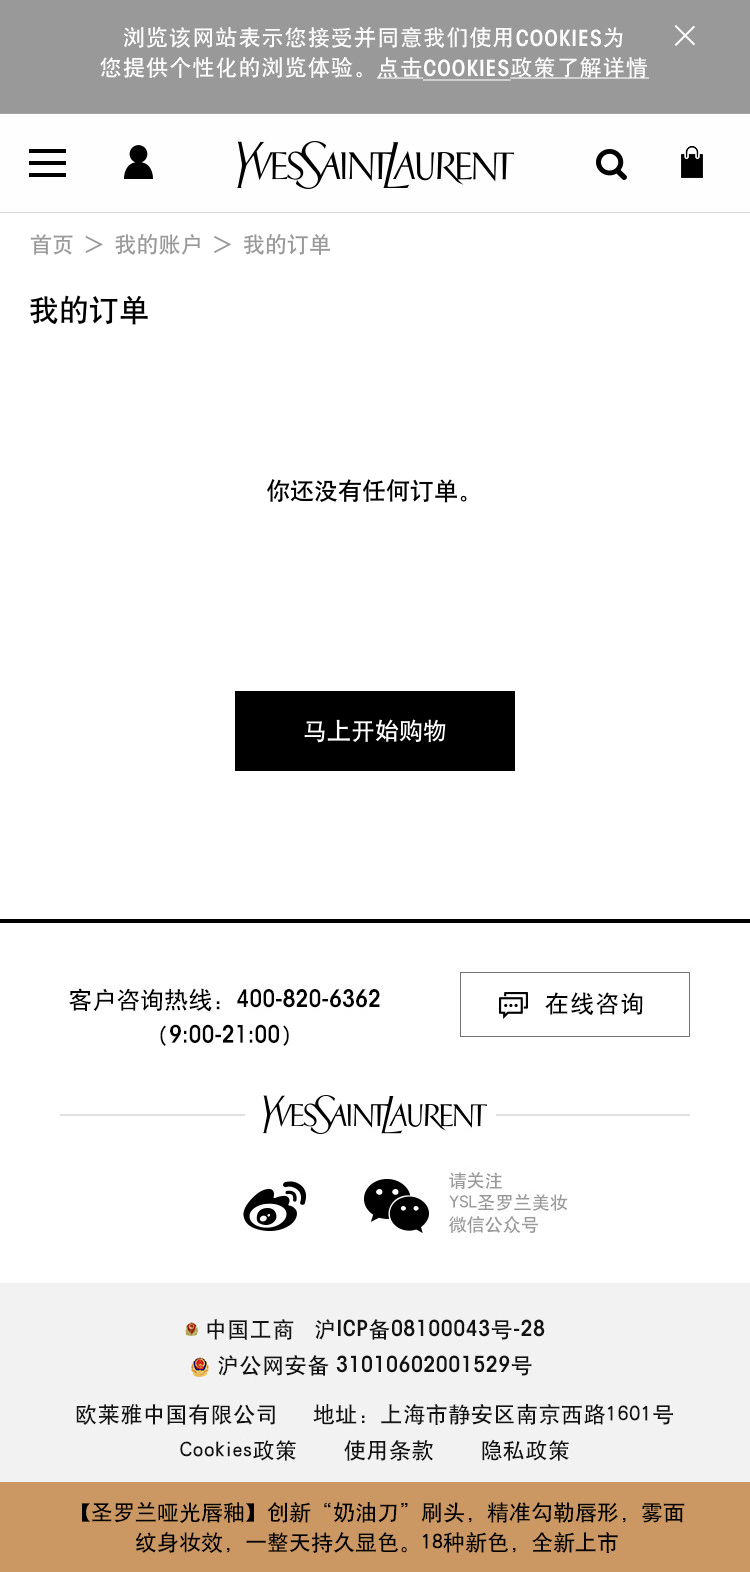 浏览该网站表示您接受并同意我们使用COOKIES为
您提供个性化的浏览体验。点击COOKIES政策了解详情
YVESSAINTLAURENT
首页 > 我的账户 > 我的订单
我的订单
你还没有任何订单。
马上开始购物
客户咨询热线：400-820-6362
（9:00-21:00）
在线咨询
YVESSAINTLAURENT
请关注
YSL圣罗兰美妆
微信公众号
中国工商 沪ICP备08100043号-28
沪公网安备 31010602001529号
欧莱雅中国有限公司 地址：上海市静安区南京西路1601号
Cookies政策 使用条款 隐私政策
【圣罗兰哑光唇釉】创新“奶油刀”刷头，精准勾勒唇形，雾面
纹身妆效，一整天持久显色。18种新色，全新上市